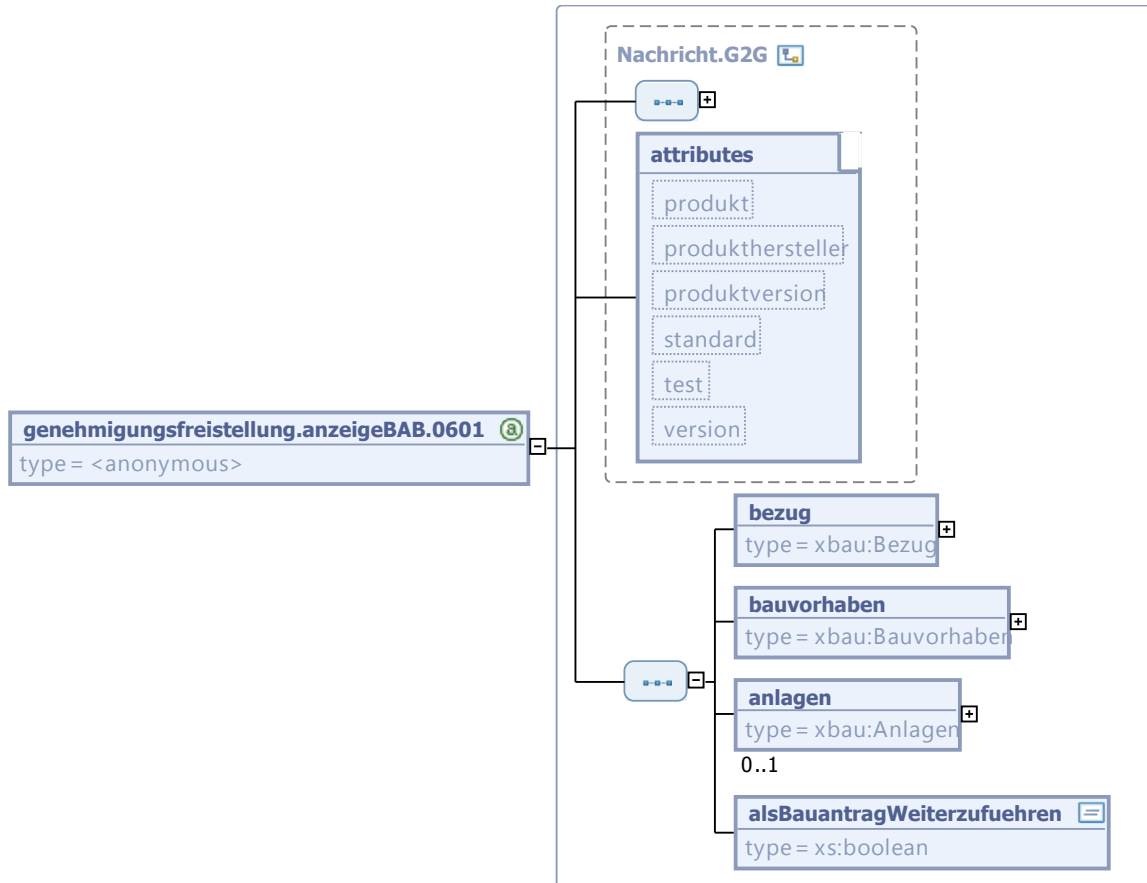 Nachricht.G2G
attributes
produkt
produkthersteller
produktversion
standard
test
version
genehmigungsfreistellung.anzeigeBAB.0601
type = <anonymous>
bezug
type = xbau:Bezug
bauvorhaben
type = xbau:Bauvorhaben
anlagen
type = xbau:Anlagen
0..1
alsBauantragWeiterzufuehren
type = xs:boolean